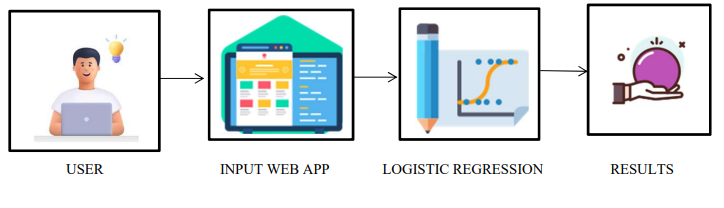 USER
INPUT WEB APP
LOGISTIC REGRESSION
RESULTS